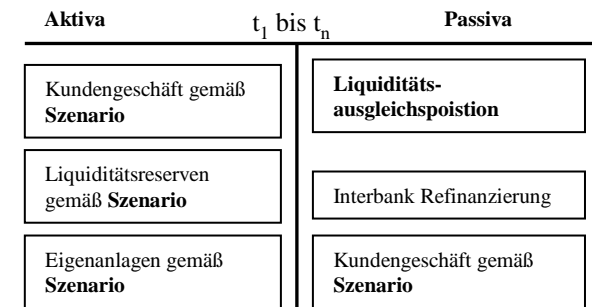 Aktiva
t1 bis tn
Passiva
Kundengeschäft gemäß
Szenario
Liquiditätsreserven
gemäß Szenario
Eigenanlagen gemäß
Szenario
Liquiditäts-
ausgleichspoistion
Interbank Refinanzierung
Kundengeschäft gemäß
Szenario